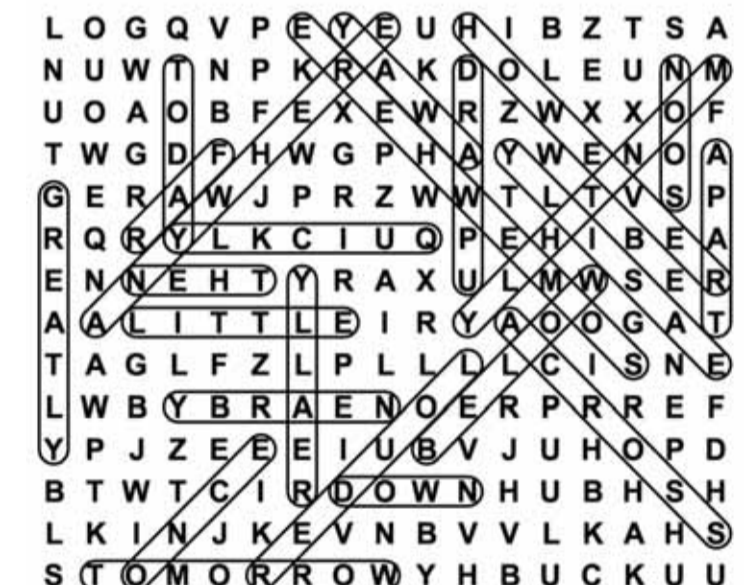 L O G Q V P E Y E U H I B Z T S A
N U W T N P K R A K D O L E U N M
U O A O B F E X E W R Z W X X O F
T W G D F H W G P H A Y W E N O A
G E R A W J P R Z W W T L T V S P
R Q R Y L K C I U Q P E H I B E A
E N N E H T Y R A X U L M W S E R
A A L I T T L E I R Y A O O G A T
T A G L F Z L P L L L L C I S N E
L W B Y B R A E N O E R P R R E F
Y P J Z E E E I U B V J U H O P D
B T W T C I R D O W N H U B H S H
L K I N J K E V N B V V L K A H S
S T O M O R R O W Y H B U C K U U